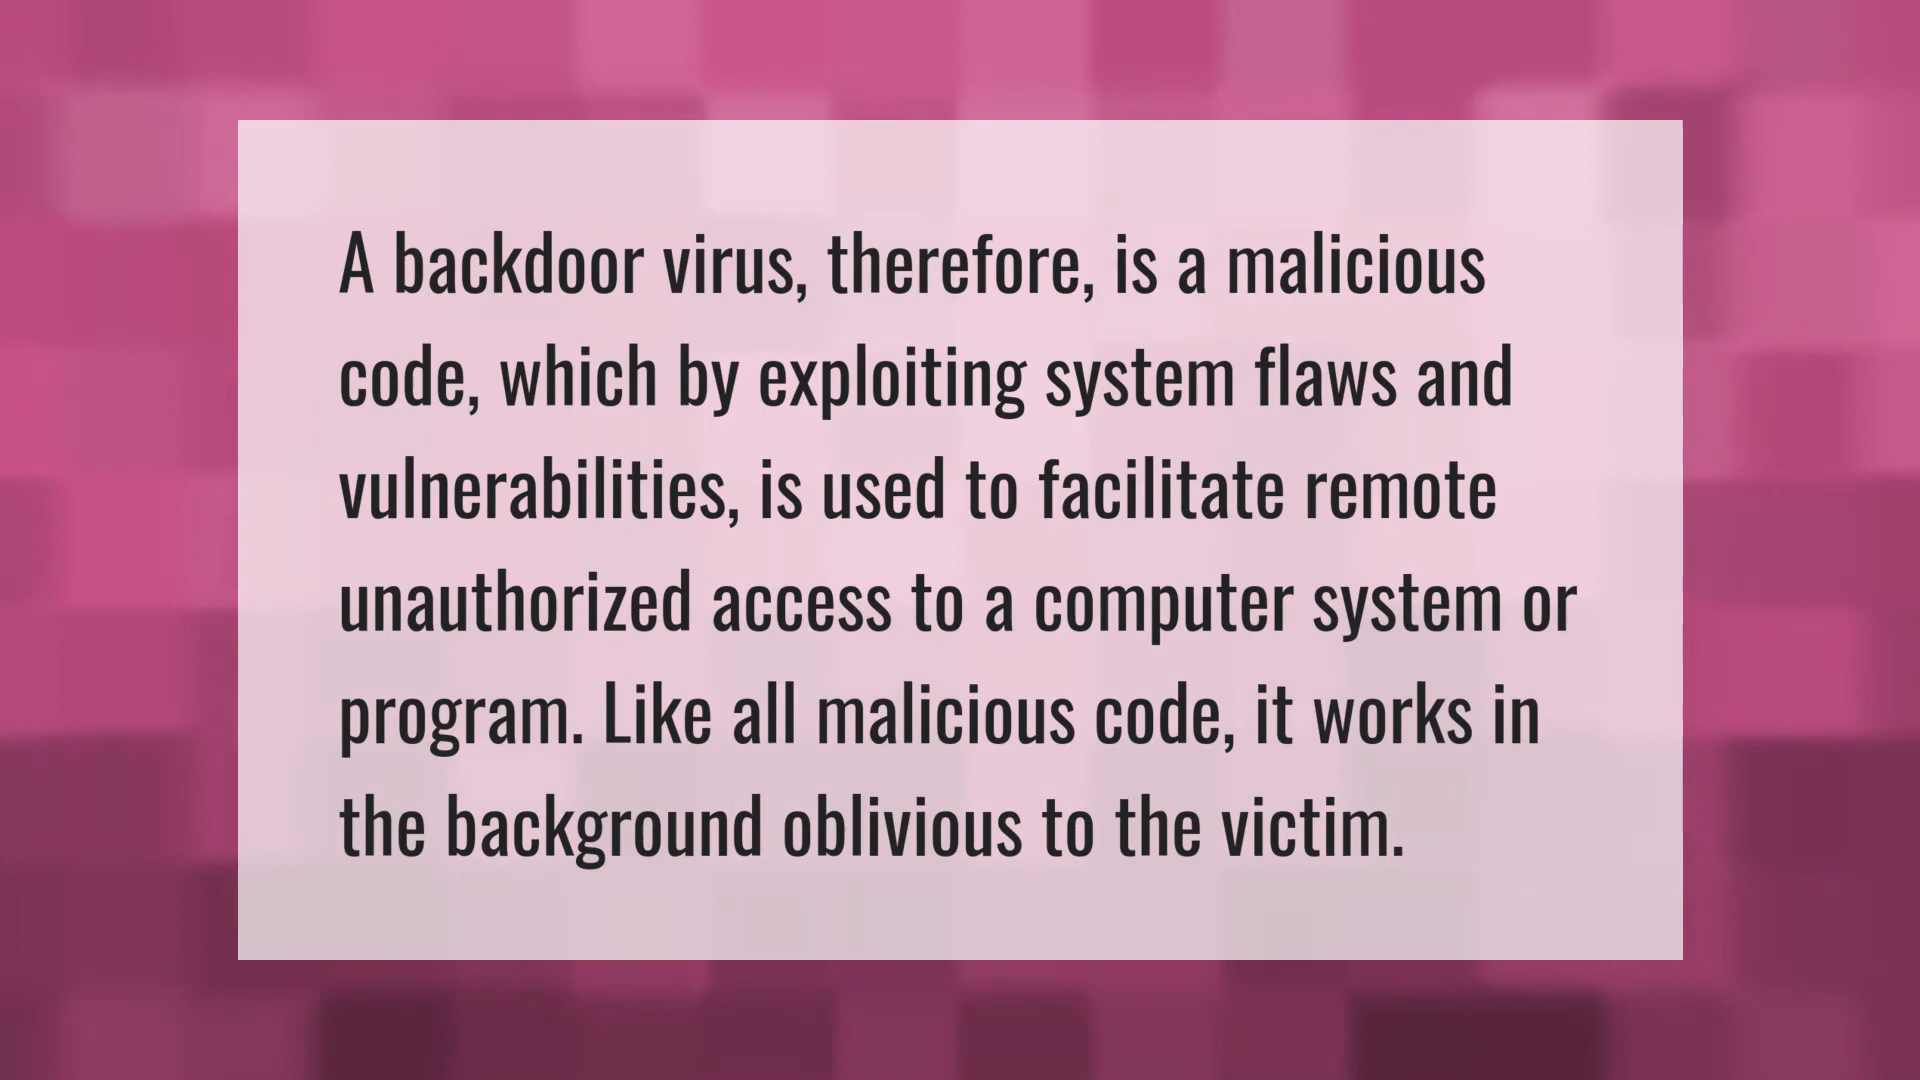 A backdoor virus, therefore, is a malicious
code, which by exploiting system flaws and
vulnerabilities, is used to facilitate remote
unauthorized access to a computer system or
program. Like all malicious code, it works in
the background oblivious to the victim.